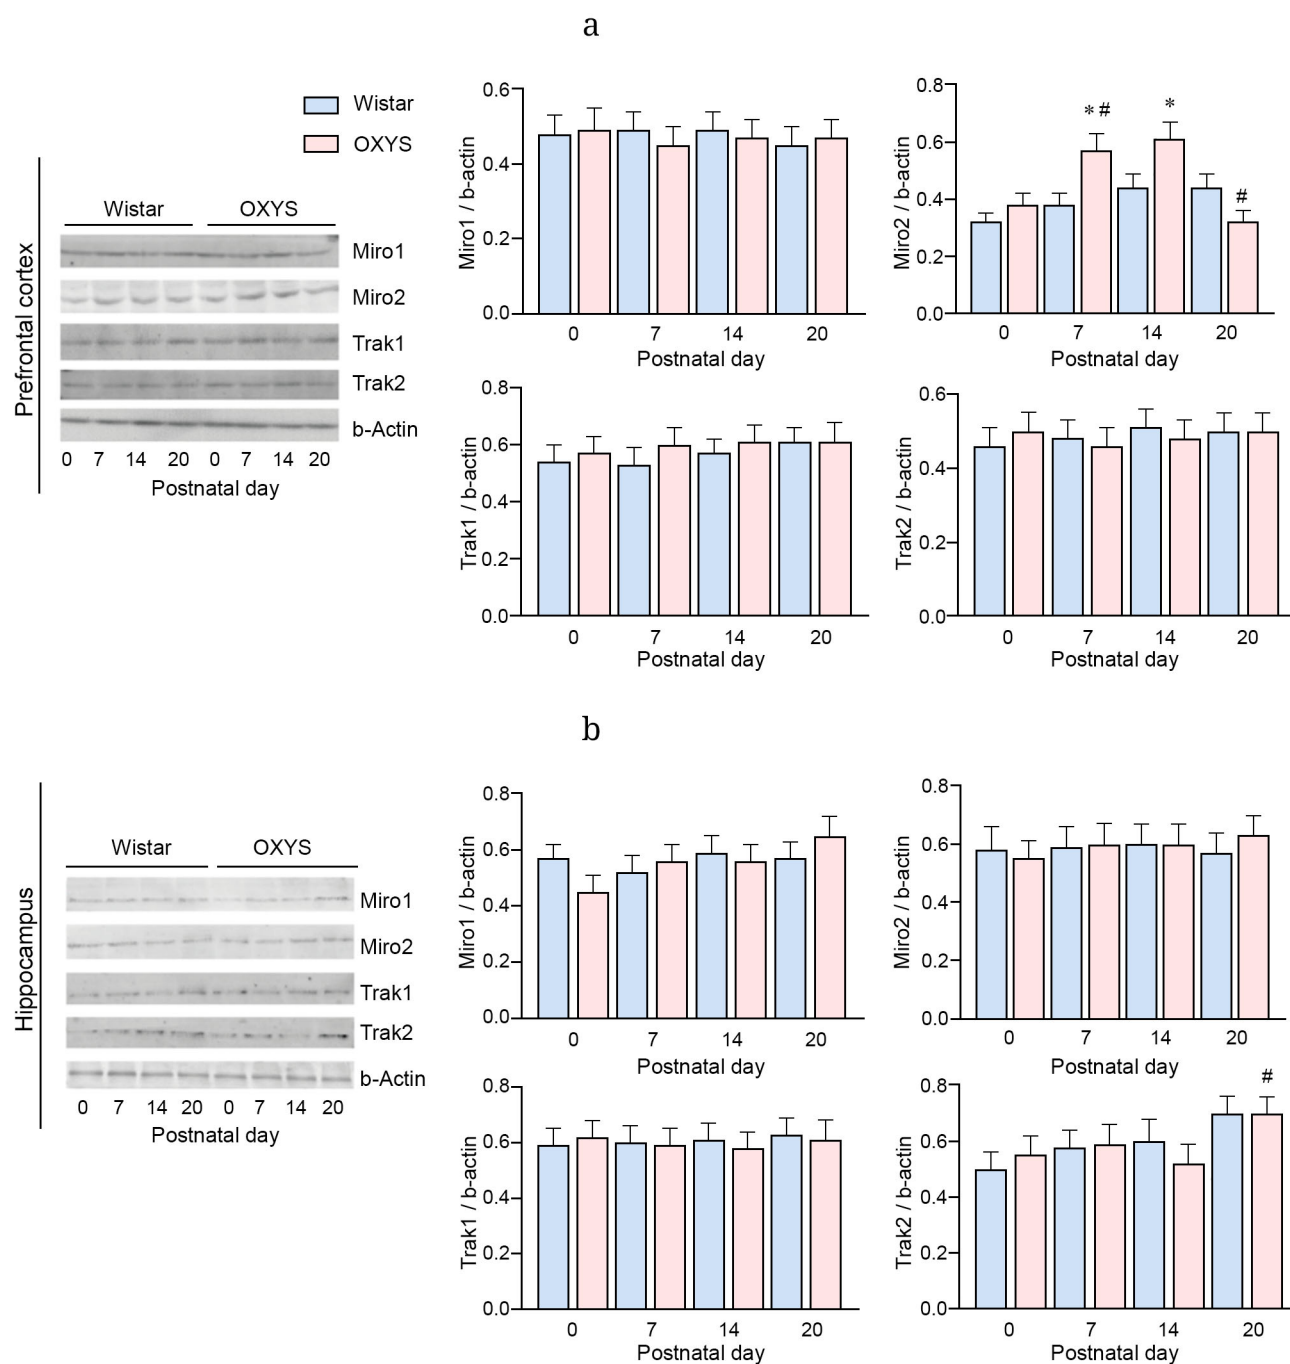 a
Wistar
OXYS
Prefrontal cortex
Wistar OXYS
Miro1
Miro2
Trak1
Trak2
b-Actin
0 7 14 20 0 7 14 20
Postnatal day
Miro1 / b-actin
0.6
0.4
0.2
0.0
0 7 14 20
Postnatal day
Miro2 / b-actin
0.8
0.6
0.4
0.2
0.0
* #
*
#
0 7 14 20
Postnatal day
Trak1 / b-actin
0.8
0.6
0.4
0.2
0.0
0 7 14 20
Postnatal day
Trak2 / b-actin
0.6
0.4
0.2
0.0
0 7 14 20
Postnatal day
b
Hippocampus
Wistar OXYS
Miro1
Miro2
Trak1
Trak2
b-Actin
0 7 14 20 0 7 14 20
Postnatal day
Miro1 / b-actin
0.8
0.6
0.4
0.2
0.0
0 7 14 20
Postnatal day
Miro2 / b-actin
0.8
0.6
0.4
0.2
0.0
0 7 14 20
Postnatal day
Trak1 / b-actin
0.8
0.6
0.4
0.2
0.0
0 7 14 20
Postnatal day
Trak2 / b-actin
0.8
0.6
0.4
0.2
0.0
#
0 7 14 20
Postnatal day